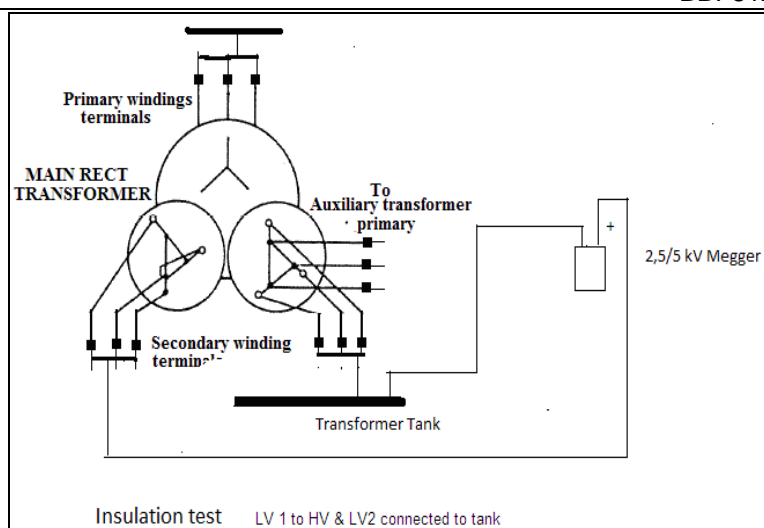 Primary windings
terminals
MAIN RECT
TRANSFORMER
To
Auxiliary transformer
primary
+
2,5/5 kV Megger
Secondary winding
Transformer Tank
Insulation test LV 1 to HV & LV2 connected to tank